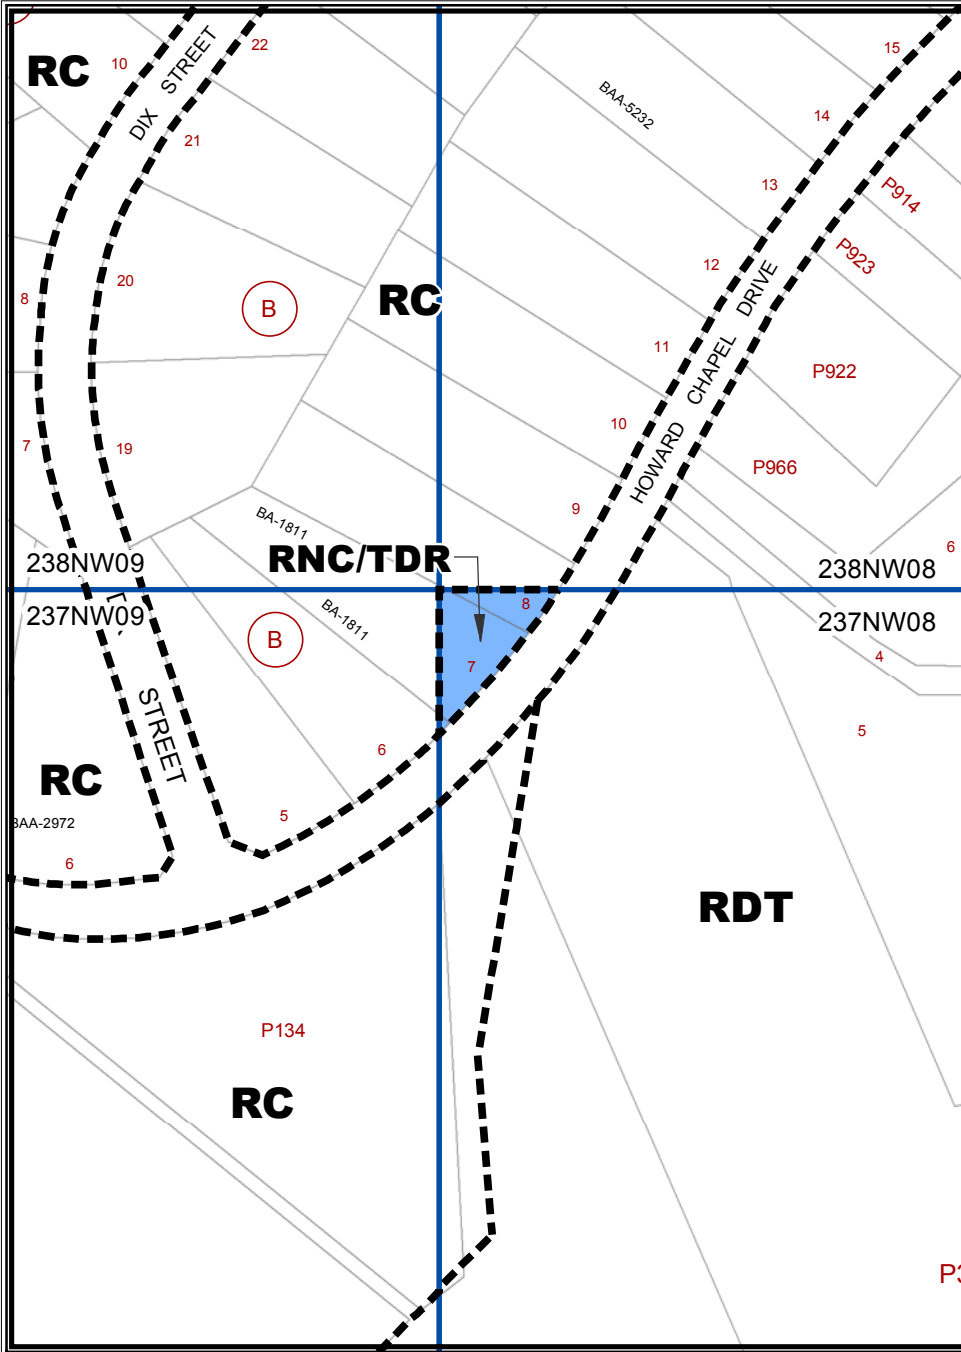 22
15
10
RC
DIX STREET
BAA-5232
14
21
13
P914
P923
12
20
8
B
RC
11
P922
HOWARD CHAPEL DRIVE
10
7
19
P966
9
BA-1811
6
238NW09
RNC/TDR
238NW08
237NW09
8
BA-1811
237NW08
B
7
4
STREET
6
5
RC
5
BAA-2972
6
RDT
P134
RC